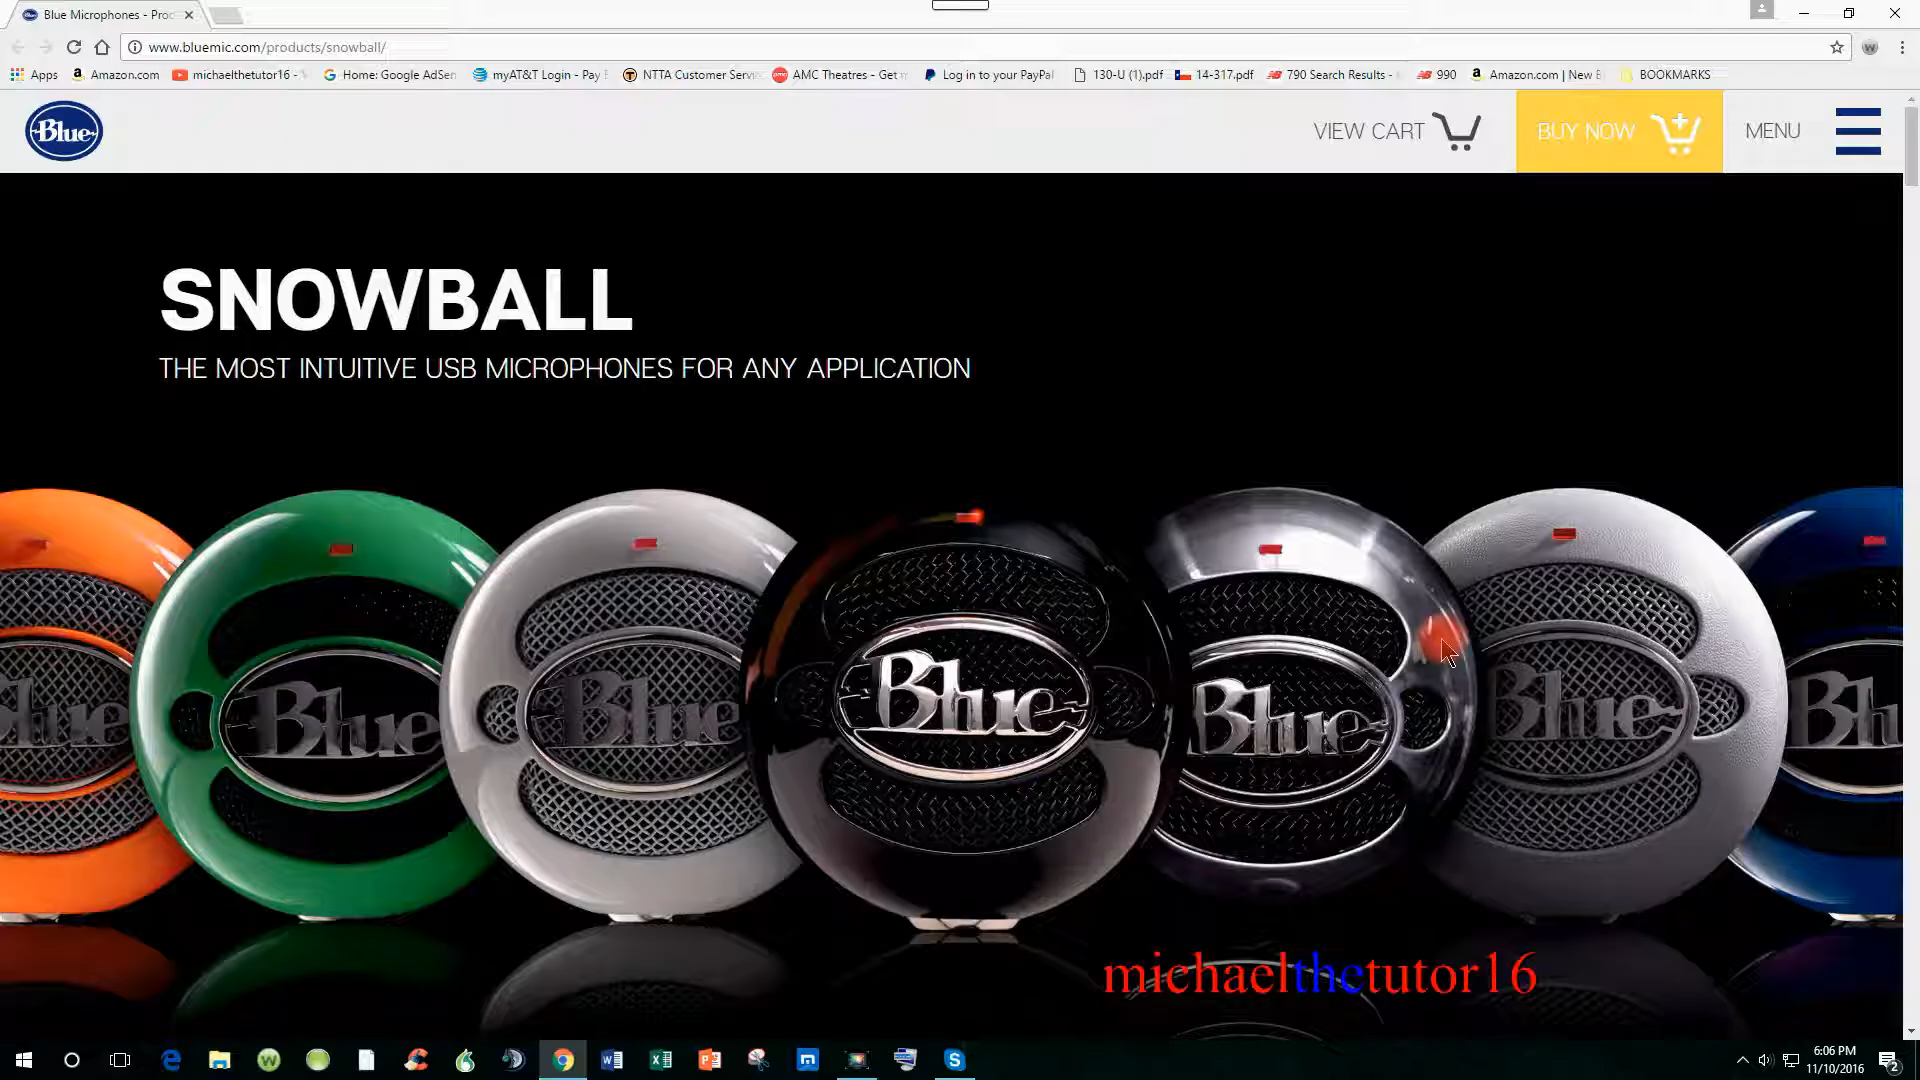 Blue Microphones - Proc
www.bluemic.com/products/snowball/
Apps Amazon.com michaelthetutor16 - Home: Google AdSen myAT&T Login - Pay NTTA Customer Servi AMC Theatres - Get Log in to your PayPal 130-U (1).pdf 14-317.pdf 790 Search Results - 990 Amazon.com | New BOOKMARKS
Blue VIEW CART BUY NOW MENU
SNOWBALL
THE MOST INTUITIVE USB MICROPHONES FOR ANY APPLICATION
Blue Blue Blue Blue Blue Blue Blue
michaelthetutor16
6:06 PM
11/10/2016
2